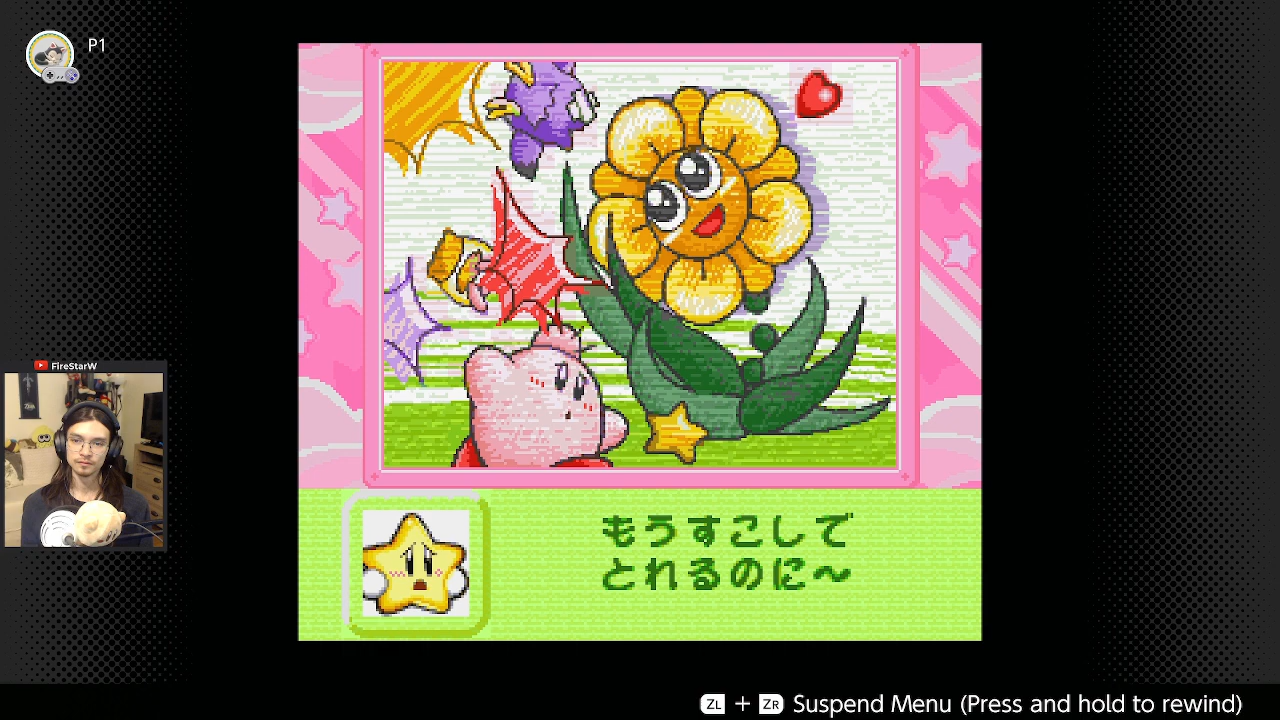 P1
FireStarW
もうすこしで
とれるのに〜
ZL + ZR Suspend Menu (Press and hold to rewind)